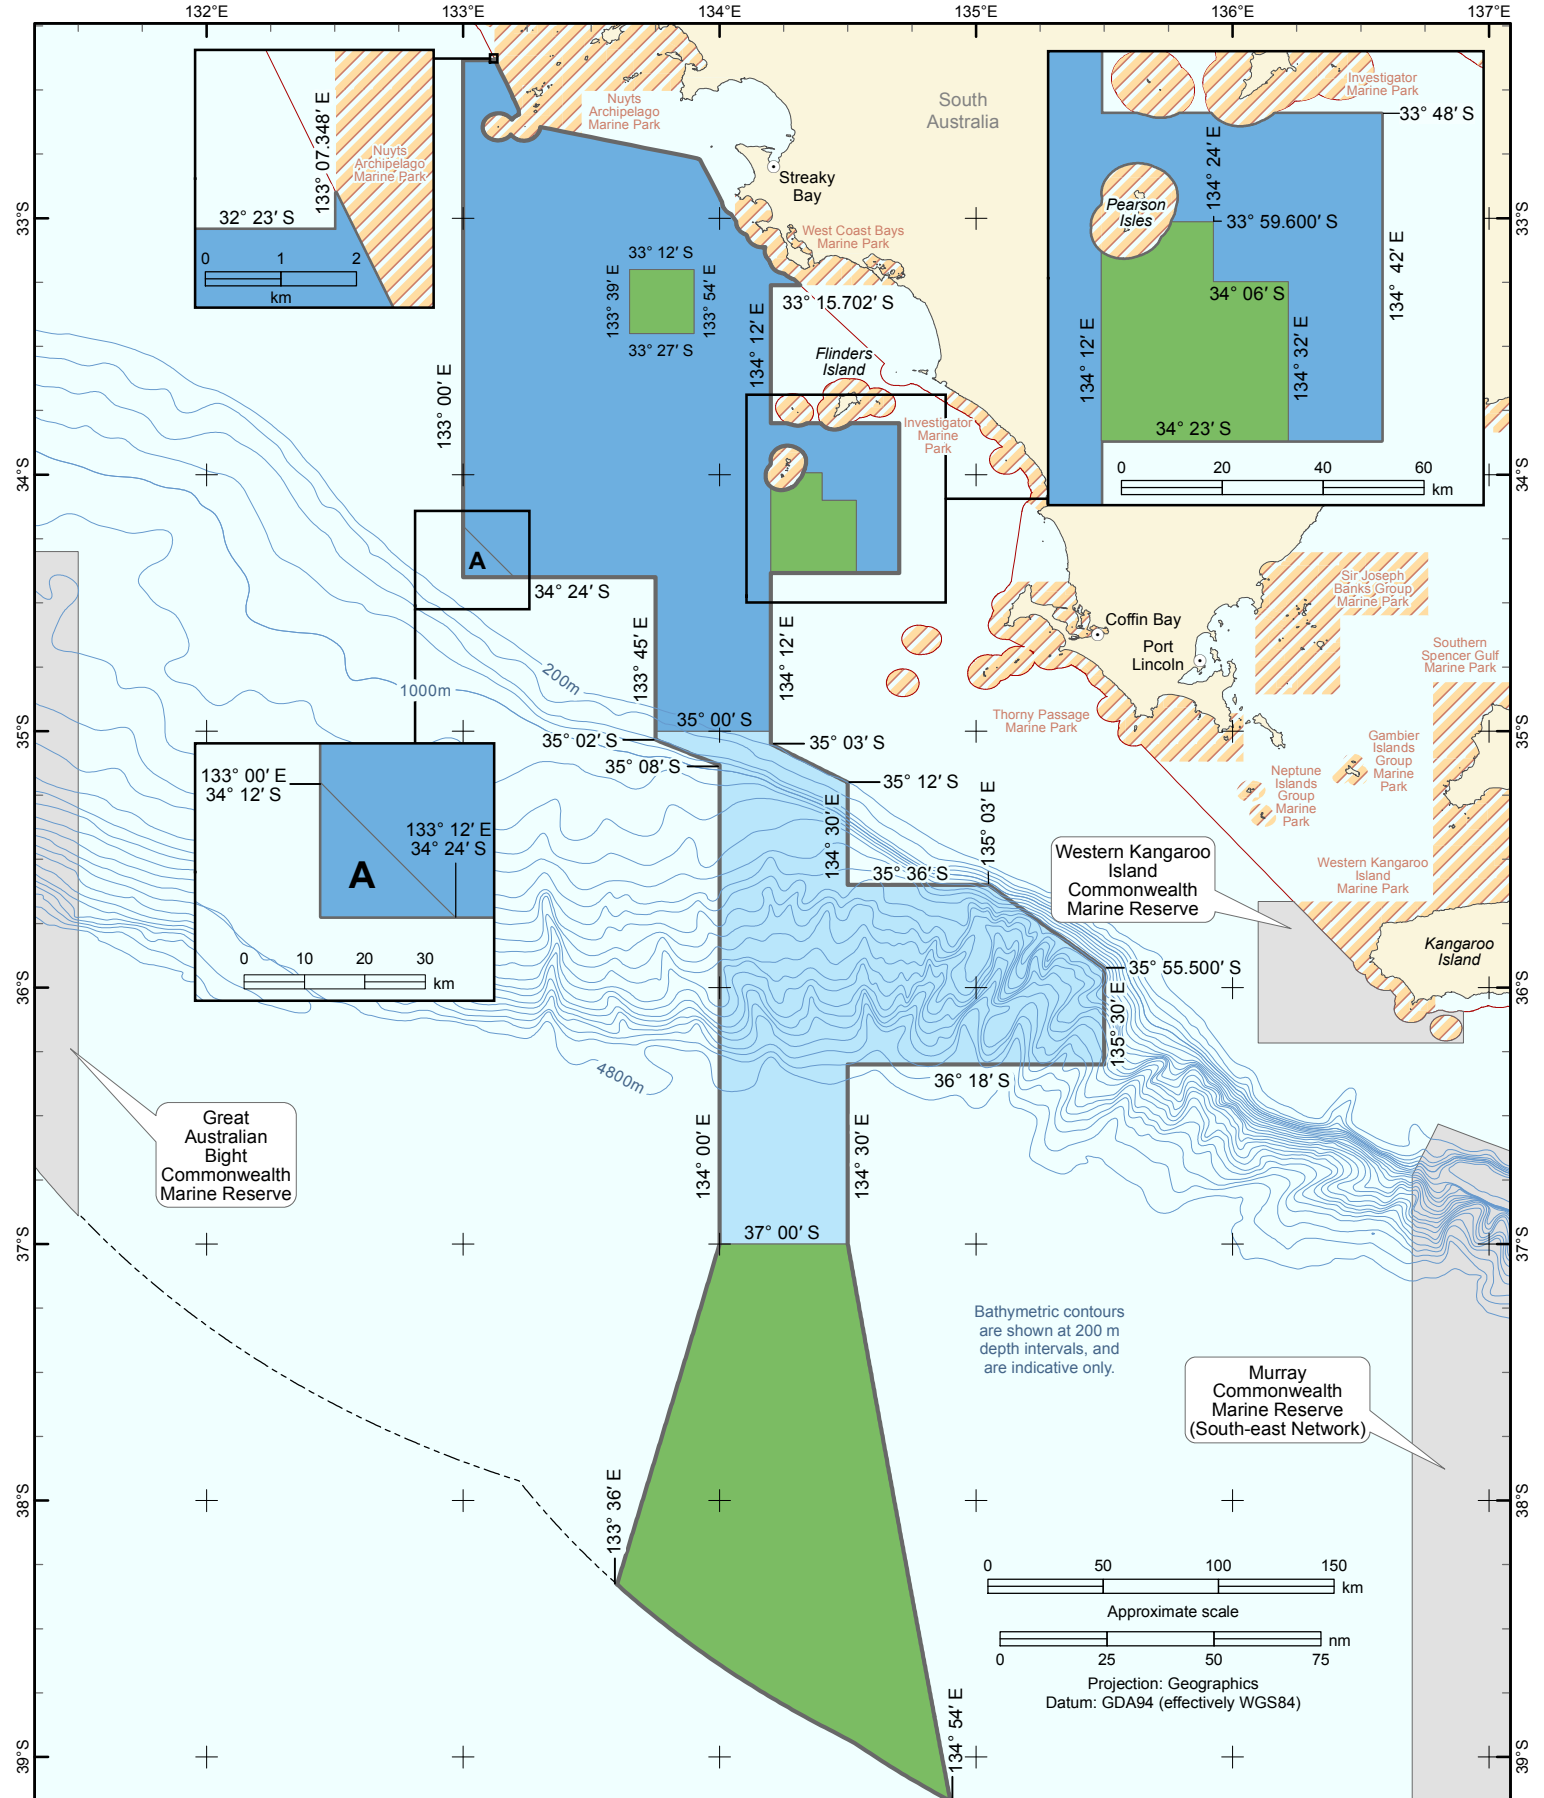 132°E
133°E
134°E
135°E
136°E
137°E
133° 07.348′ E
32° 23′ S
Nuyts
Archipelago
Marine Park
0
1
2
km
Nuyts
Archipelago
Marine Park
South
Australia
Streaky
Bay
West Coast Bays
Marine Park
33° 12′ S
133° 39′ E
133° 54′ E
33° 27′ S
33° 15.702′ S
134° 12′ E
133° 00′ E
Flinders
Island
Investigator
Marine
Park
Investigator
Marine Park
33° 48′ S
134° 24′ E
Pearson
Isles
33° 59.600′ S
134° 42′ E
34° 06′ S
134° 12′ E
134° 32′ E
34° 23′ S
0
20
40
60
km
33°S
33°S
34°S
34°S
A
34° 24′ S
133° 45′ E
134° 12′ E
200m
1000m
Coffin Bay
Port
Lincoln
Sir Joseph
Banks Group
Marine Park
Southern
Spencer Gulf
Marine Park
Thorny Passage
Marine Park
Gambier
Islands
Group
Marine
Park
Neptune
Islands
Group
Marine
Park
35°S
35°S
35° 00′ S
35° 02′ S
35° 03′ S
35° 08′ S
35° 12′ S
133° 00′ E
34° 12′ S
133° 12′ E
34° 24′ S
A
0
10
20
30
km
134° 30′ E
135° 03′ E
35° 36′ S
Western Kangaroo
Island
Commonwealth
Marine Reserve
Western Kangaroo
Island
Marine Park
Kangaroo
Island
35° 55.500′ S
135° 30′ E
36°S
36°S
36° 18′ S
4800m
Great
Australian
Bight
Commonwealth
Marine Reserve
134° 00′ E
134° 30′ E
37° 00′ S
37°S
37°S
Bathymetric contours
are shown at 200 m
depth intervals, and
are indicative only.
Murray
Commonwealth
Marine Reserve
(South-east Network)
133° 36′ E
38°S
38°S
0
50
100
150
km
Approximate scale
nm
0
25
50
75
Projection: Geographics
Datum: GDA94 (effectively WGS84)
134° 54′ E
39°S
39°S